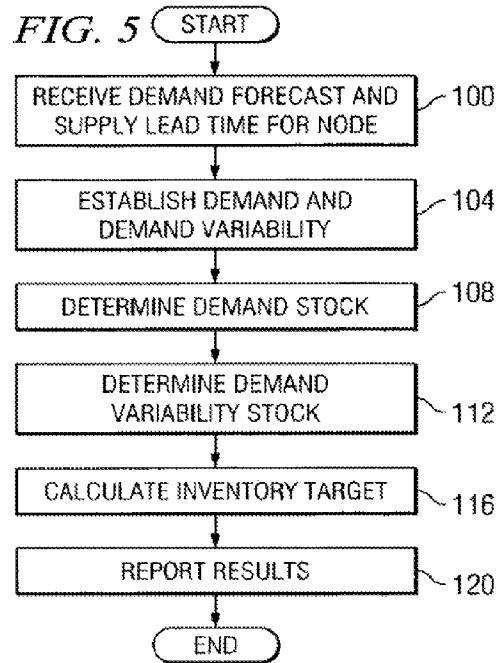 FIG. 5
START
RECEIVE DEMAND FORECAST AND
SUPPLY LEAD TIME FOR NODE
100
ESTABLISH DEMAND AND
DEMAND VARIABILITY
104
DETERMINE DEMAND STOCK
108
DETERMINE DEMAND
VARIABILITY STOCK
112
CALCULATE INVENTORY TARGET
116
REPORT RESULTS
120
END